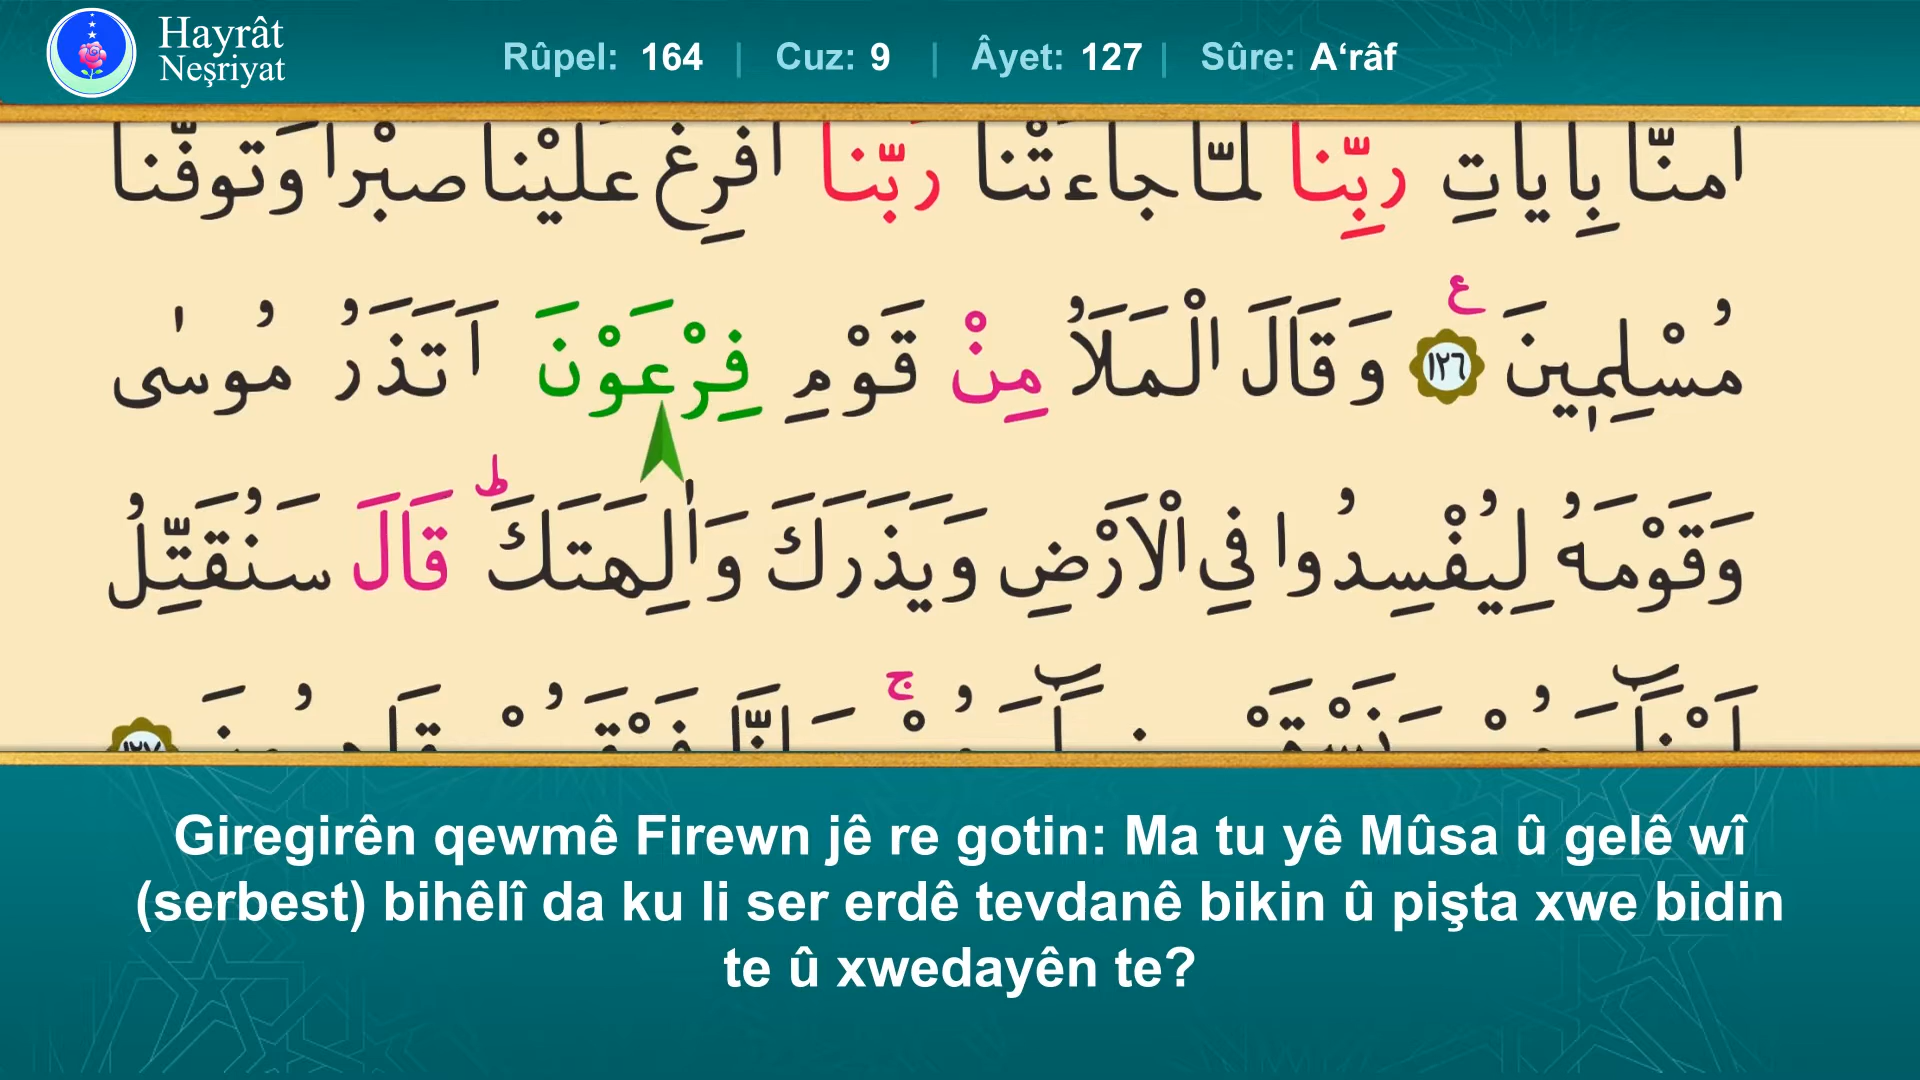 Hayrât
Neşriyat
Rûpel: 164 | Cuz: 9 | Âyet: 127 | Sûre: A‘râf
اٰمَنَّا بِاٰيَاتِ رَبِّنَا لَمَّا جَاءَتْنَا رَبَّنَا اَفْرِغْ عَلَيْنَا صَبْرًا وَتَوَفَّنَا
مُسْلِمٖينَ ع ﴿١٢٦﴾ وَقَالَ الْمَلَاُ مِنْ قَوْمِ فِرْعَوْنَ اَتَذَرُ مُوسٰى
وَقَوْمَهُ لِيُفْسِدُوا فِى الْاَرْضِ وَيَذَرَكَ وَاٰلِهَتَكَ ط قَالَ سَنُقَتِّلُ
Giregirên qewmê Firewn jê re gotin: Ma tu yê Mûsa û gelê wî
(serbest) bihêlî da ku li ser erdê tevdanê bikin û pişta xwe bidin
te û xwedayên te?